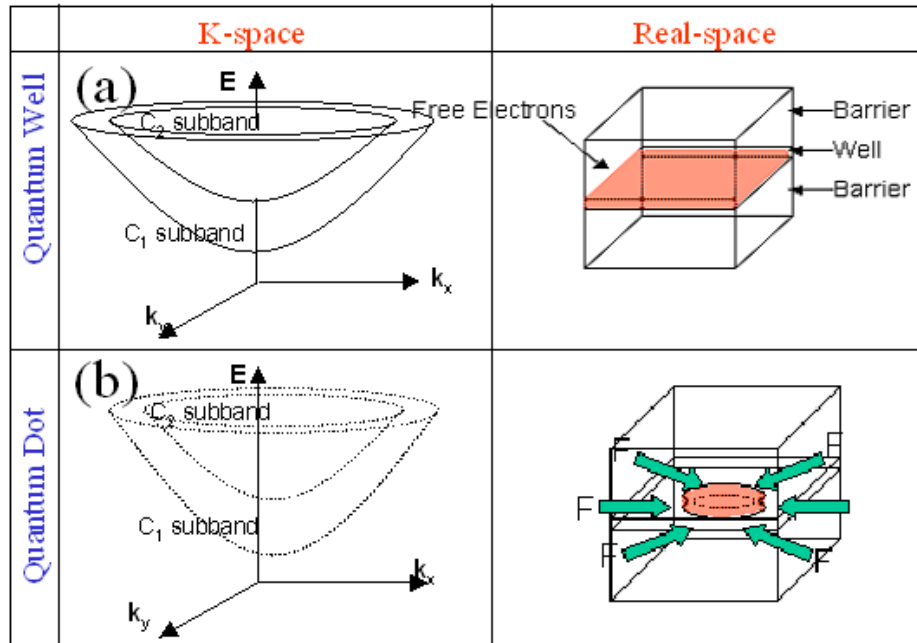 K-space
Real-space
Quantum Well
(a)
E
C2 subband
C1 subband
kx
ky
Free Electrons
Barrier
Well
Barrier
Quantum Dot
(b)
E
C2 subband
C1 subband
kx
ky
F
F
F
F
F
F